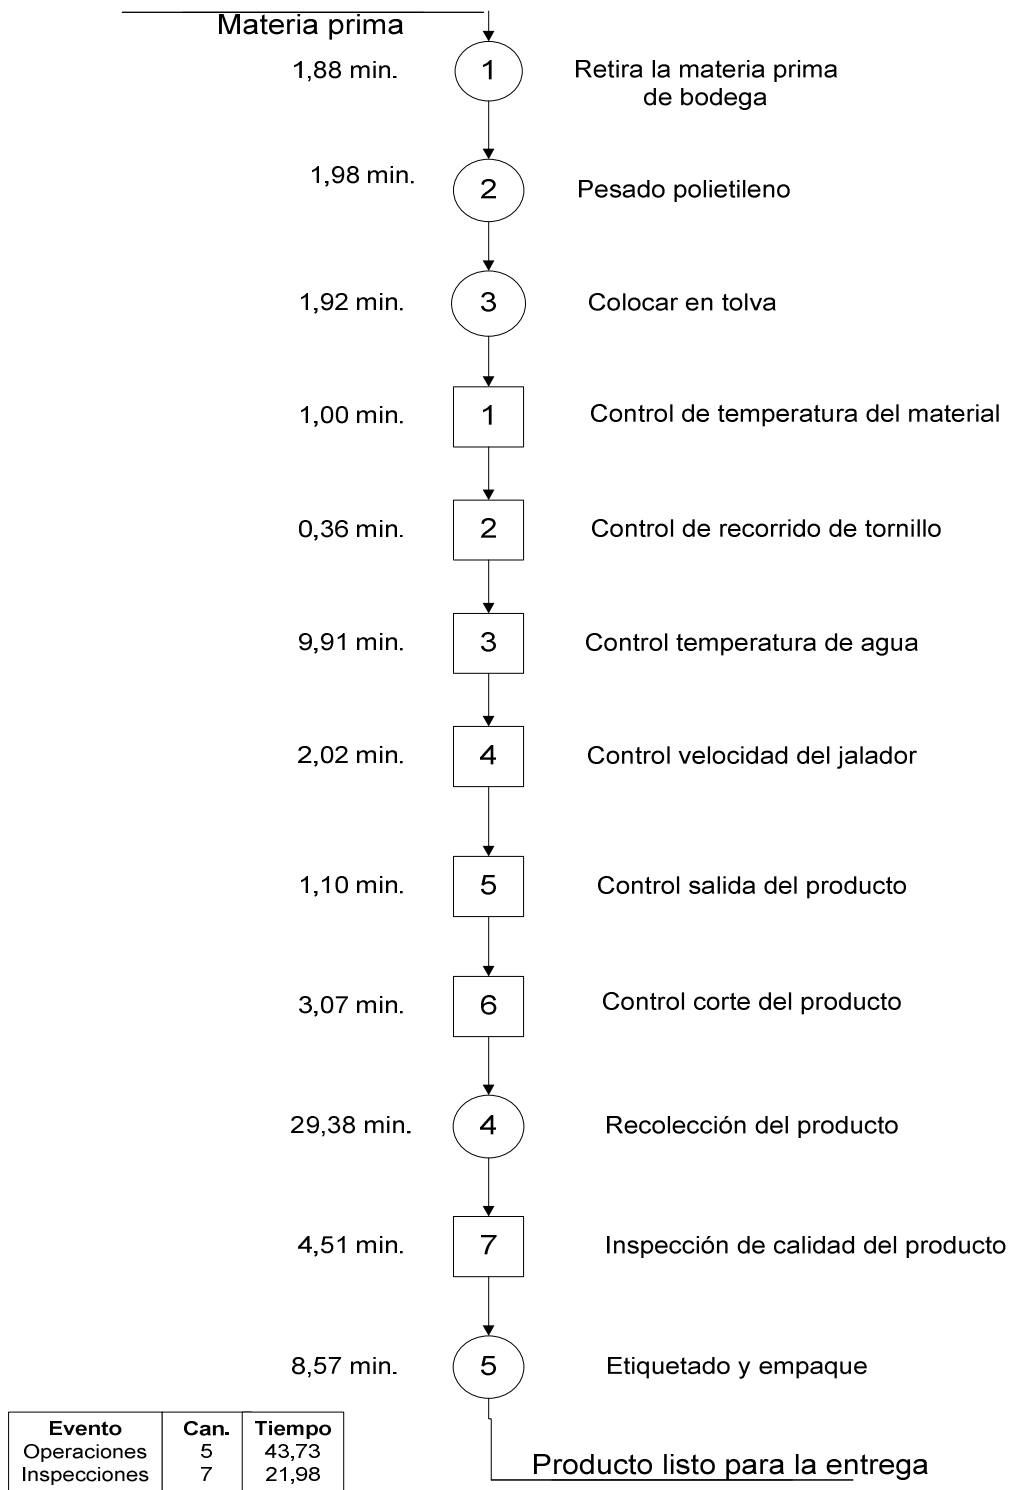 Materia prima
1,88 min.
1
Retira la materia prima
de bodega
1,98 min.
2
Pesado polietileno
1,92 min.
3
Colocar en tolva
1,00 min.
1
Control de temperatura del material
0,36 min.
2
Control de recorrido de tornillo
9,91 min.
3
Control temperatura de agua
2,02 min.
4
Control velocidad del jalador
1,10 min.
5
Control salida del producto
3,07 min.
6
Control corte del producto
29,38 min.
4
Recolección del producto
4,51 min.
7
Inspección de calidad del producto
8,57 min.
5
Etiquetado y empaque
Evento Can. Tiempo
Operaciones 5 43,73
Inspecciones 7 21,98
Producto listo para la entrega